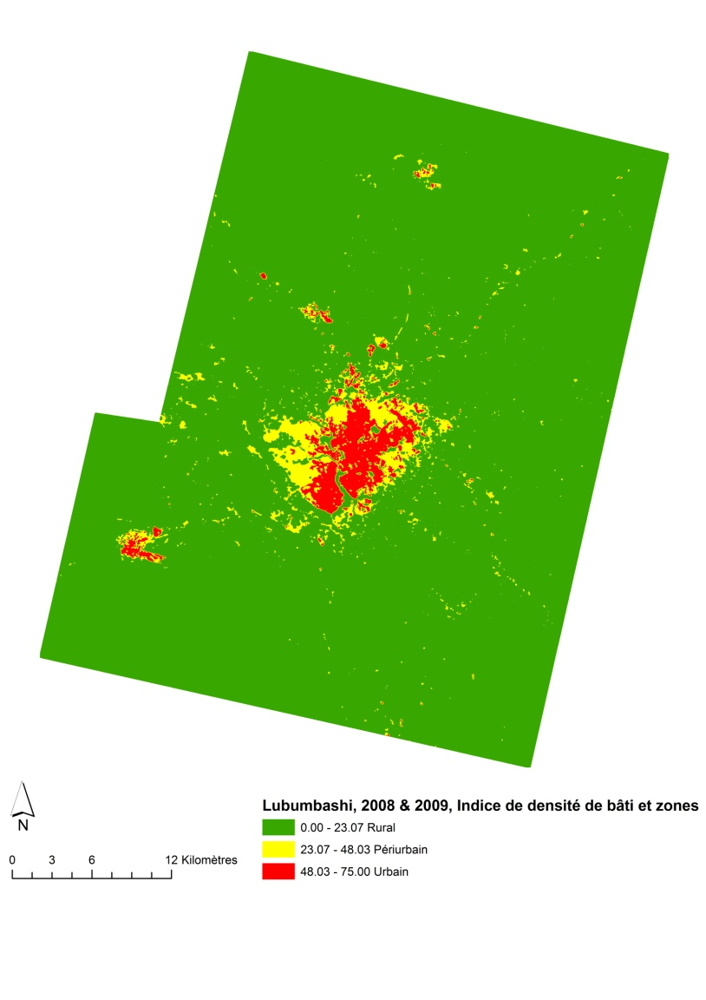 N
0 3 6 12 Kilomètres
Lubumbashi, 2008 & 2009, Indice de densité de bâti et zones
0.00 - 23.07 Rural
23.07 - 48.03 Périurbain
48.03 - 75.00 Urbain